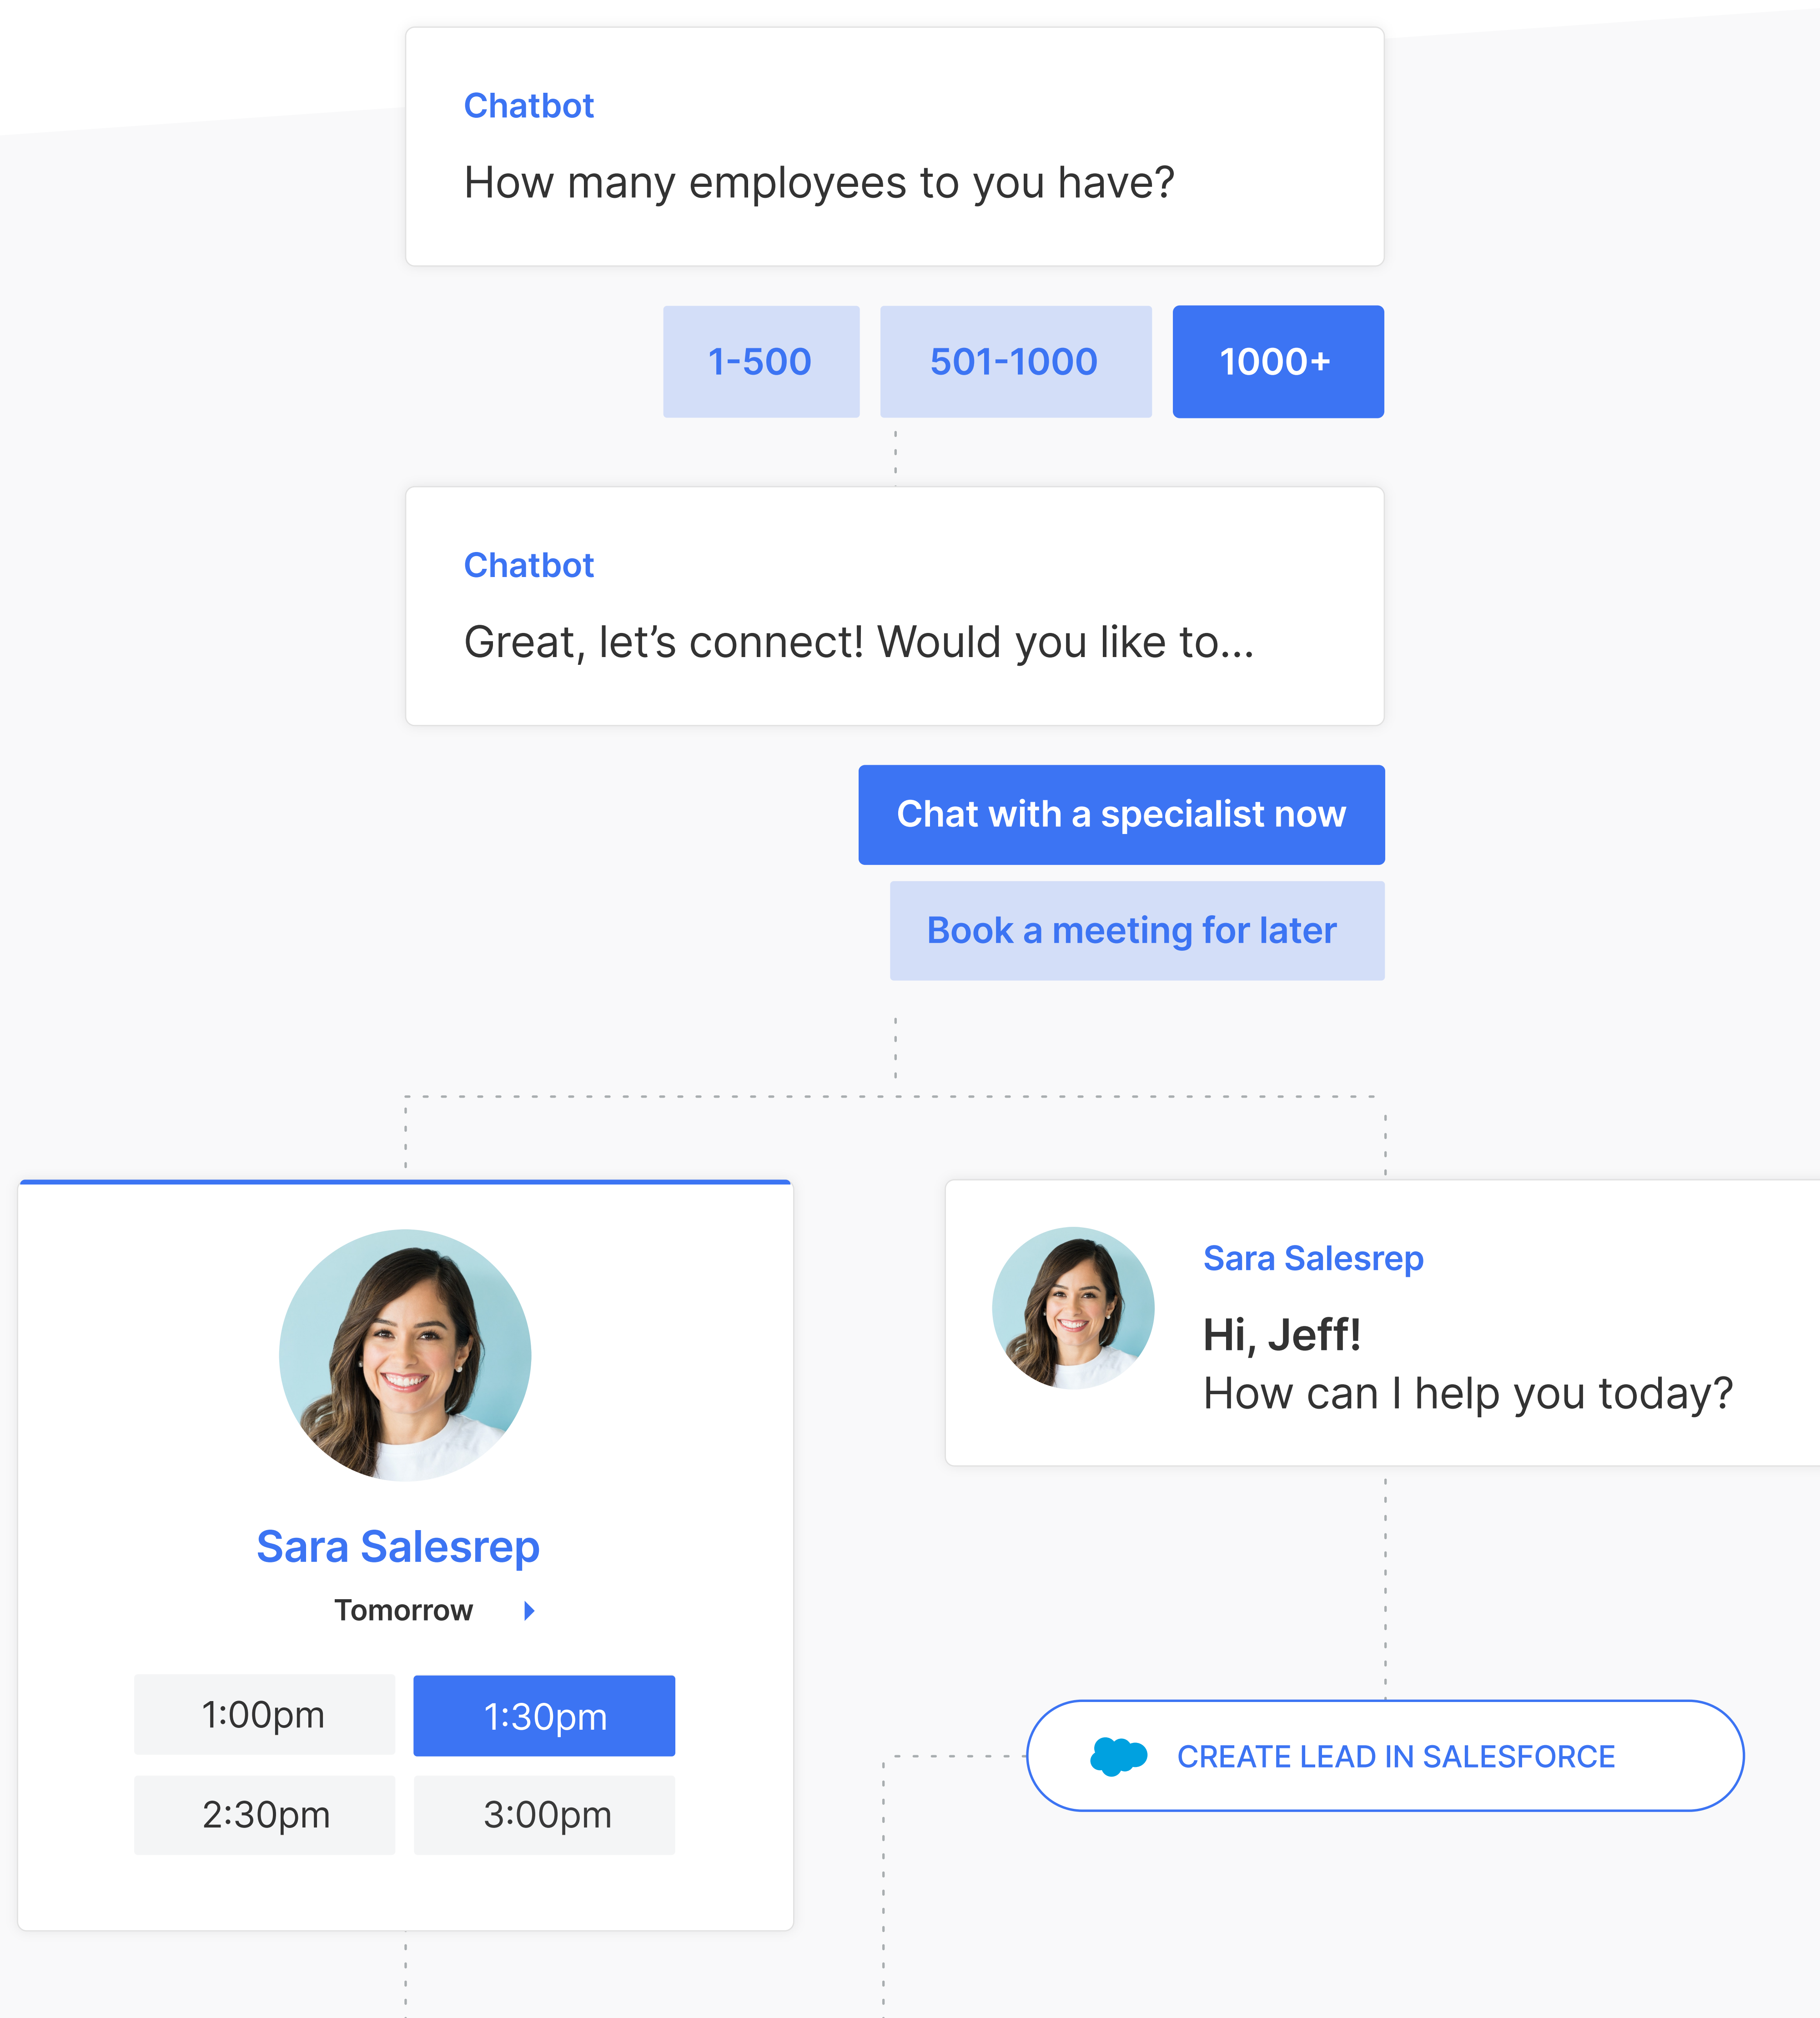 Chatbot
How many employees to you have?
1-500
501-1000
1000+
Chatbot
Great, let’s connect! Would you like to...
Chat with a specialist now
Book a meeting for later
Sara Salesrep
Tomorrow
1:00pm
1:30pm
2:30pm
3:00pm
Sara Salesrep
Hi, Jeff!
How can I help you today?
CREATE LEAD IN SALESFORCE